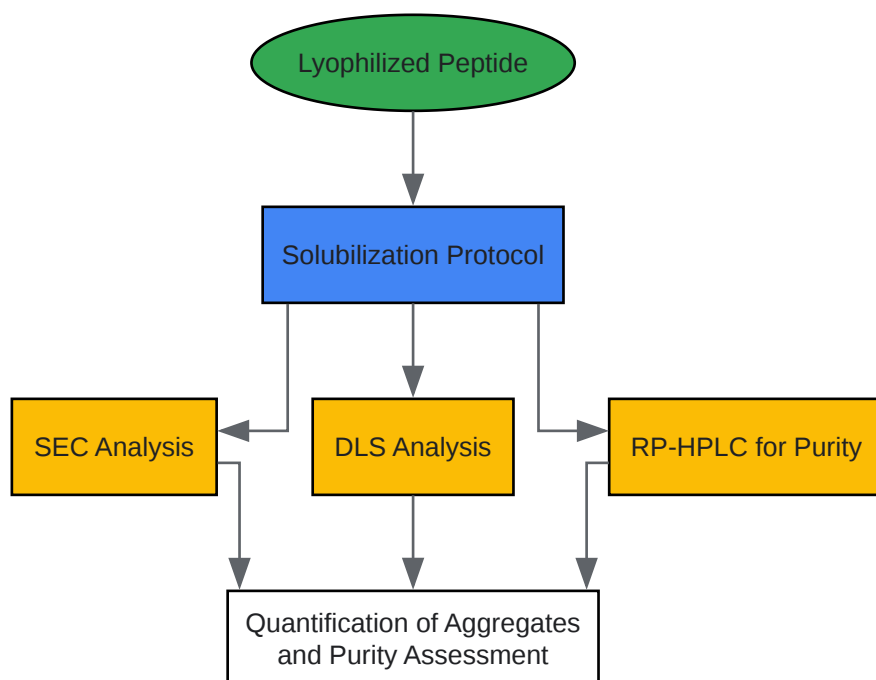 Lyophilized Peptide
Solubilization Protocol
SEC Analysis
DLS Analysis
RP-HPLC for Purity
Quantification of Aggregates
and Purity Assessment